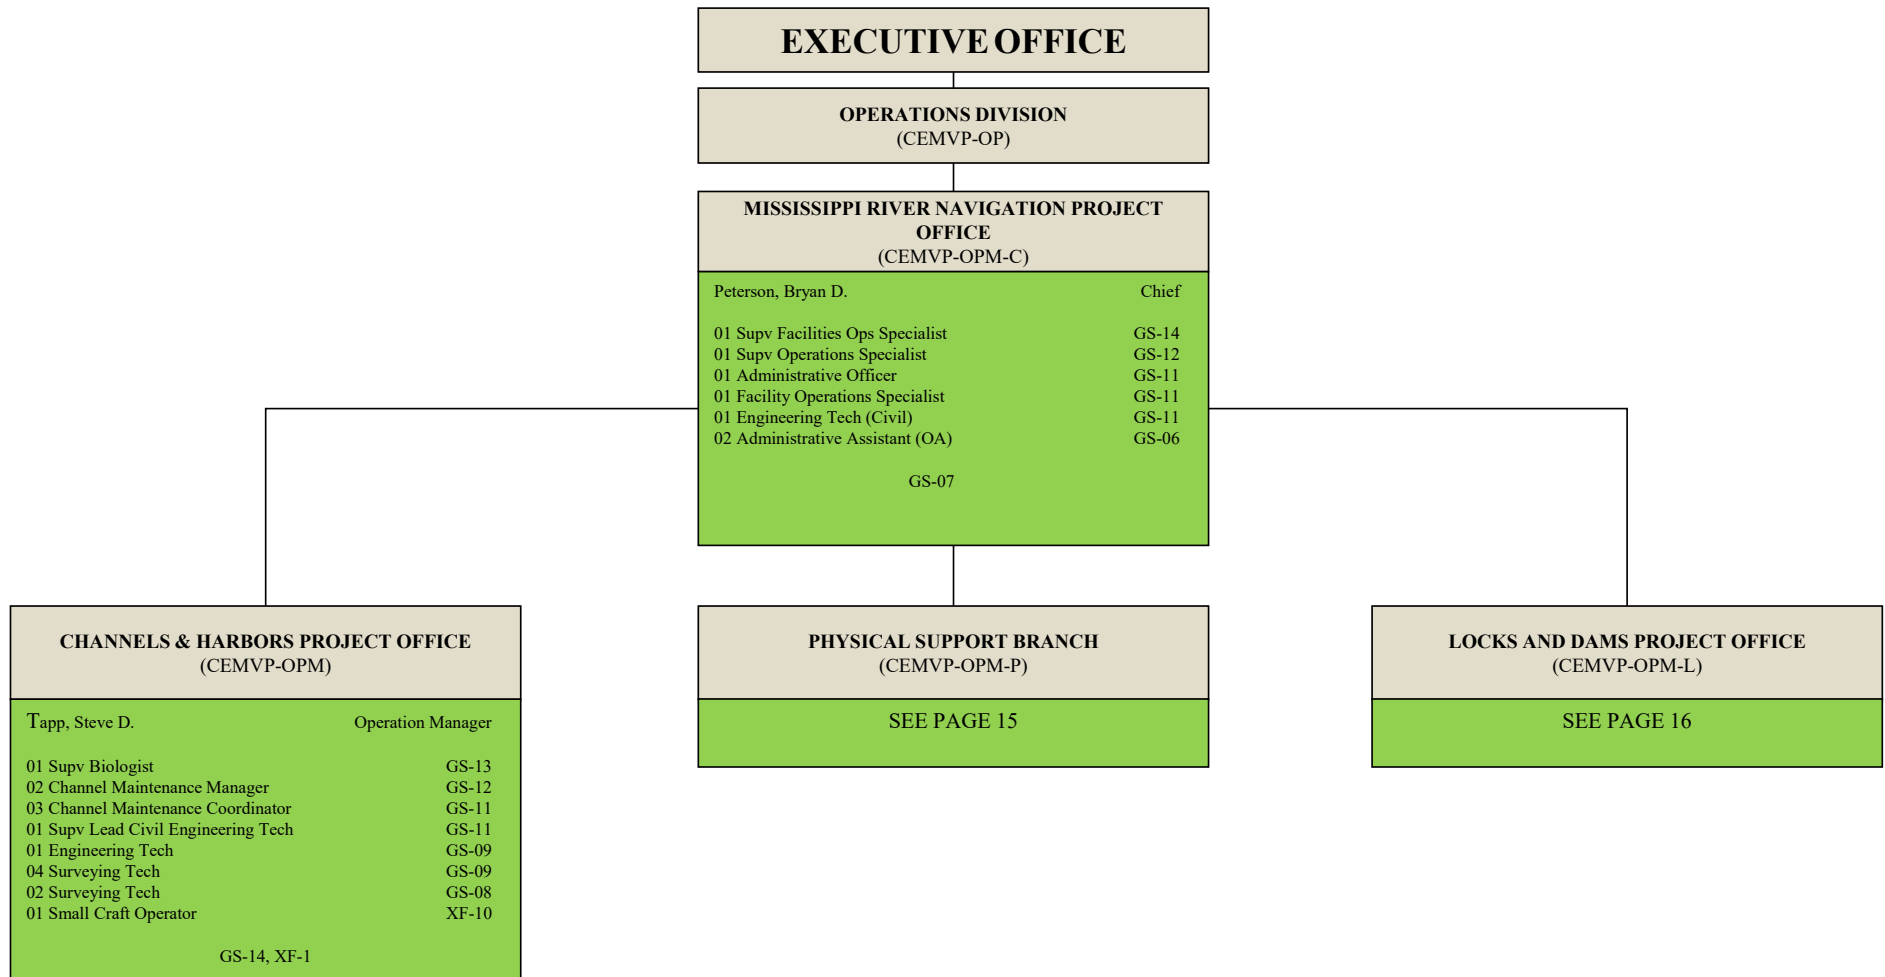 EXECUTIVE OFFICE
OPERATIONS DIVISION
(CEMVP-OP)
MISSISSIPPI RIVER NAVIGATION PROJECT
OFFICE
(CEMVP-OPM-C)
Peterson, Bryan D. Chief
01 Supv Facilities Ops Specialist GS-14
01 Supv Operations Specialist GS-12
01 Administrative Officer GS-11
01 Facility Operations Specialist GS-11
01 Engineering Tech (Civil) GS-11
02 Administrative Assistant (OA) GS-06
GS-07
CHANNELS & HARBORS PROJECT OFFICE
(CEMVP-OPM)
Tapp, Steve D. Operation Manager
01 Supv Biologist GS-13
02 Channel Maintenance Manager GS-12
03 Channel Maintenance Coordinator GS-11
01 Supv Lead Civil Engineering Tech GS-11
01 Engineering Tech GS-09
04 Surveying Tech GS-09
02 Surveying Tech GS-08
01 Small Craft Operator XF-10
GS-14, XF-1
PHYSICAL SUPPORT BRANCH
(CEMVP-OPM-P)
SEE PAGE 15
LOCKS AND DAMS PROJECT OFFICE
(CEMVP-OPM-L)
SEE PAGE 16